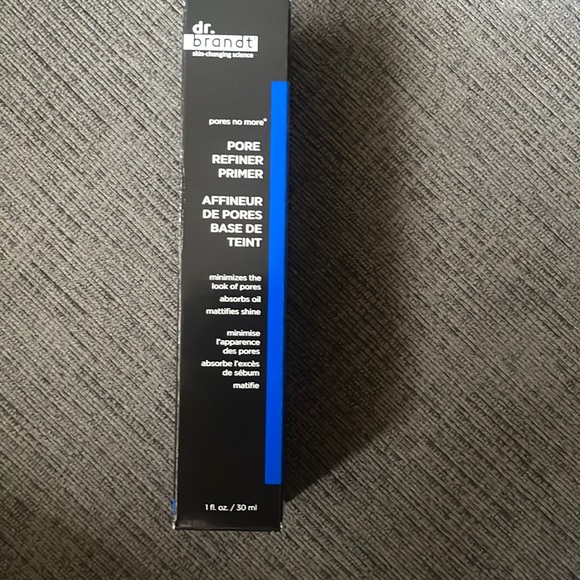 dr.
brandt
skin-changing science
pores no more®
PORE
REFINER
PRIMER
AFFINEUR
DE PORES
BASE DE
TEINT
minimizes the
look of pores
absorbs oil
mattifies shine
minimise
l'apparence
des pores
absorbe l'excès
de sébum
matifie
1 fl. oz. / 30 ml